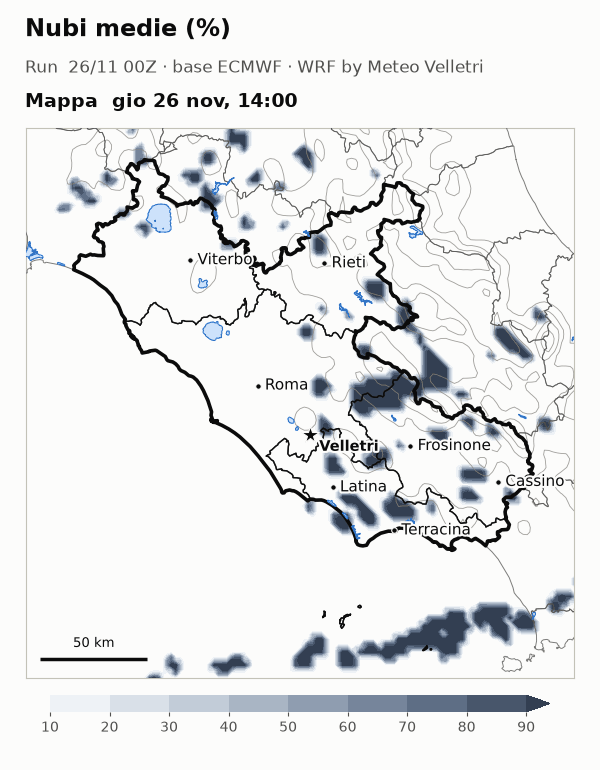 Nubi medie (%)
Run  26/11 00Z · base ECMWF · WRF by Meteo Velletri
Mappa  gio 26 nov, 14:00
Viterbo
Rieti
Roma
Velletri
Frosinone
Latina
Cassino
Terracina
50 km
10 20 30 40 50 60 70 80 90